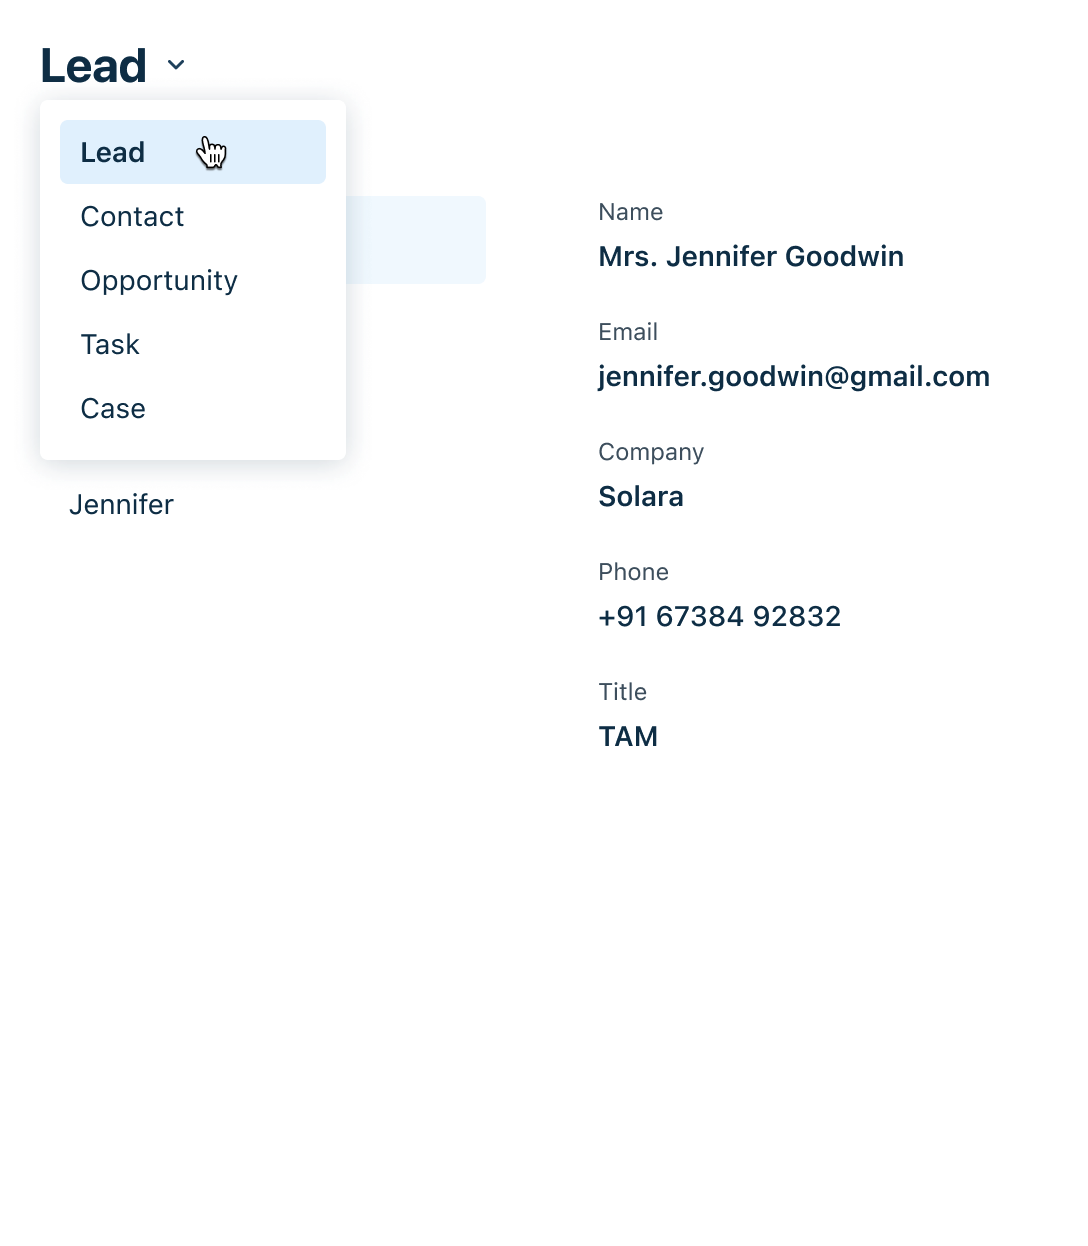 Lead
Lead
Contact
Opportunity
Task
Case
Jennifer
Name
Mrs. Jennifer Goodwin
Email
jennifer.goodwin@gmail.com
Company
Solara
Phone
+91 67384 92832
Title
TAM